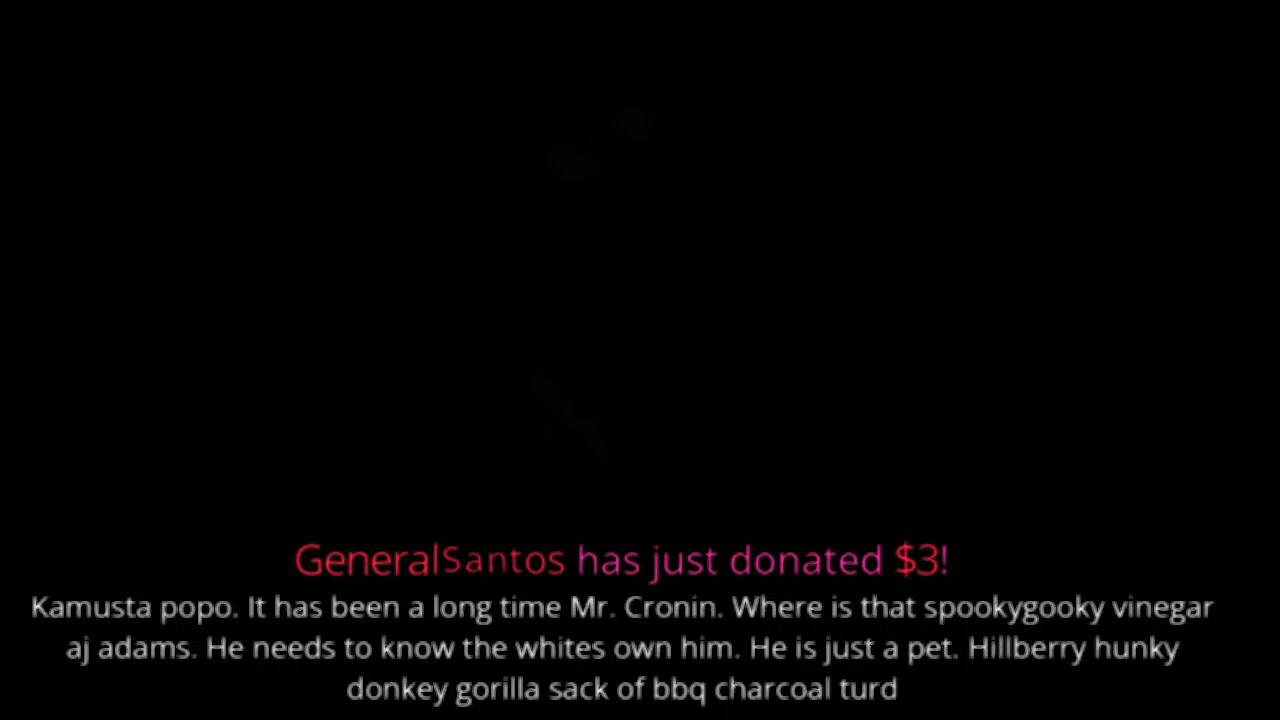 GeneralSantos has just donated $3!
Kamusta popo. It has been a long time Mr. Cronin. Where is that spookygooky vinegar
aj adams. He needs to know the whites own him. He is just a pet. Hillberry hunky
donkey gorilla sack of bbq charcoal turd